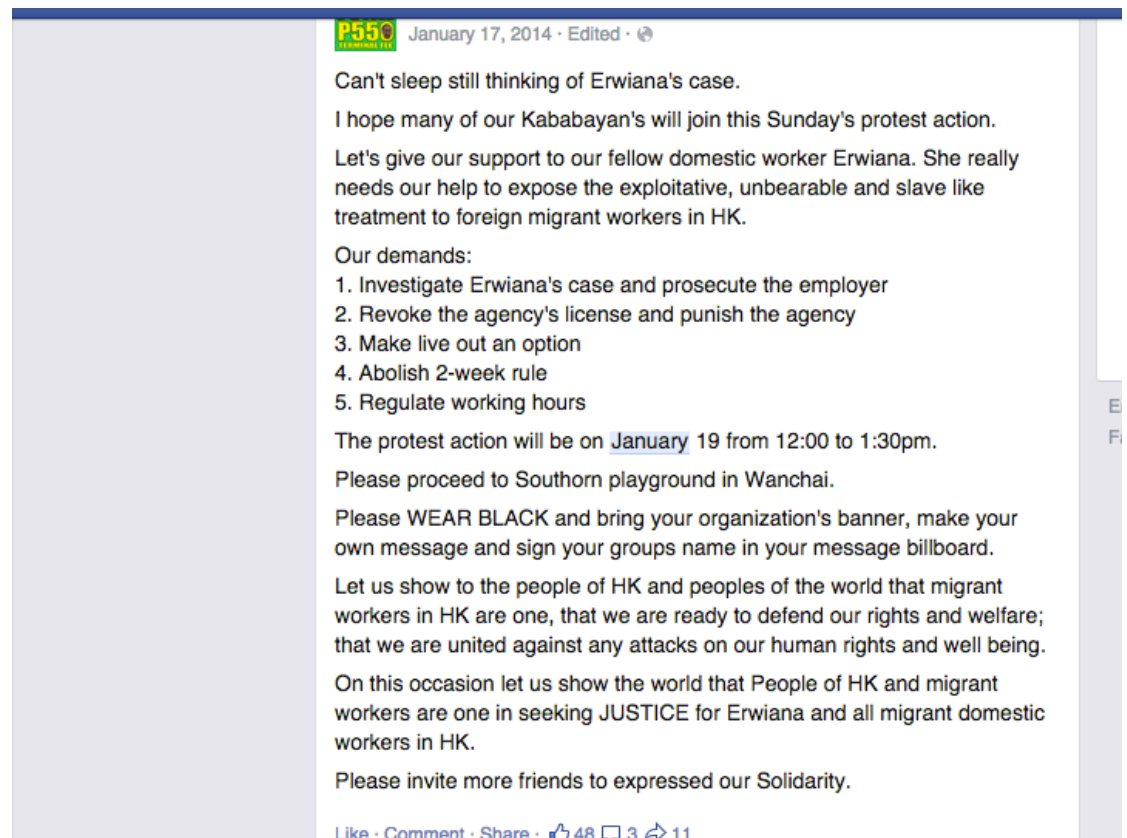 P550
TERMINAL FEE
January 17, 2014 · Edited ·
Can't sleep still thinking of Erwiana's case.
I hope many of our Kababayan's will join this Sunday's protest action.
Let's give our support to our fellow domestic worker Erwiana. She really
needs our help to expose the exploitative, unbearable and slave like
treatment to foreign migrant workers in HK.
Our demands:
1. Investigate Erwiana's case and prosecute the employer
2. Revoke the agency's license and punish the agency
3. Make live out an option
4. Abolish 2-week rule
5. Regulate working hours
The protest action will be on January 19 from 12:00 to 1:30pm.
Please proceed to Southorn playground in Wanchai.
Please WEAR BLACK and bring your organization's banner, make your
own message and sign your groups name in your message billboard.
Let us show to the people of HK and peoples of the world that migrant
workers in HK are one, that we are ready to defend our rights and welfare;
that we are united against any attacks on our human rights and well being.
On this occasion let us show the world that People of HK and migrant
workers are one in seeking JUSTICE for Erwiana and all migrant domestic
workers in HK.
Please invite more friends to expressed our Solidarity.
Like · Comment · Share · 48 3 11